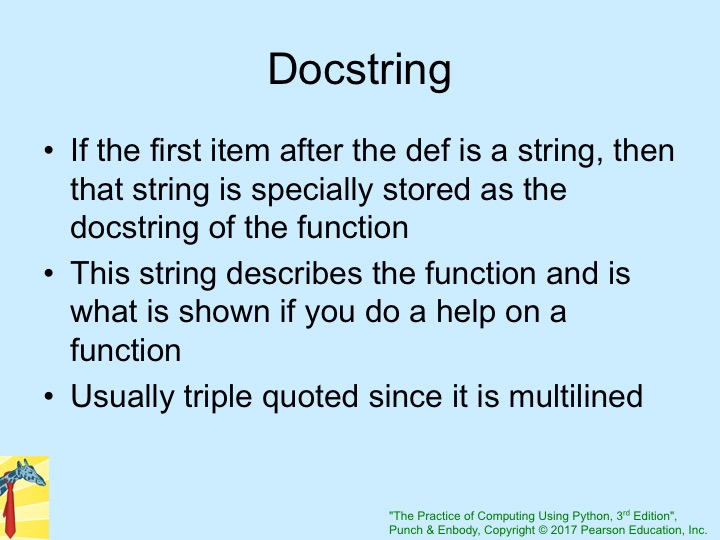 Docstring
• If the first item after the def is a string, then
that string is specially stored as the
docstring of the function
• This string describes the function and is
what is shown if you do a help on a
function
• Usually triple quoted since it is multilined
"The Practice of Computing Using Python, 3rd Edition",
Punch & Enbody, Copyright © 2017 Pearson Education, Inc.